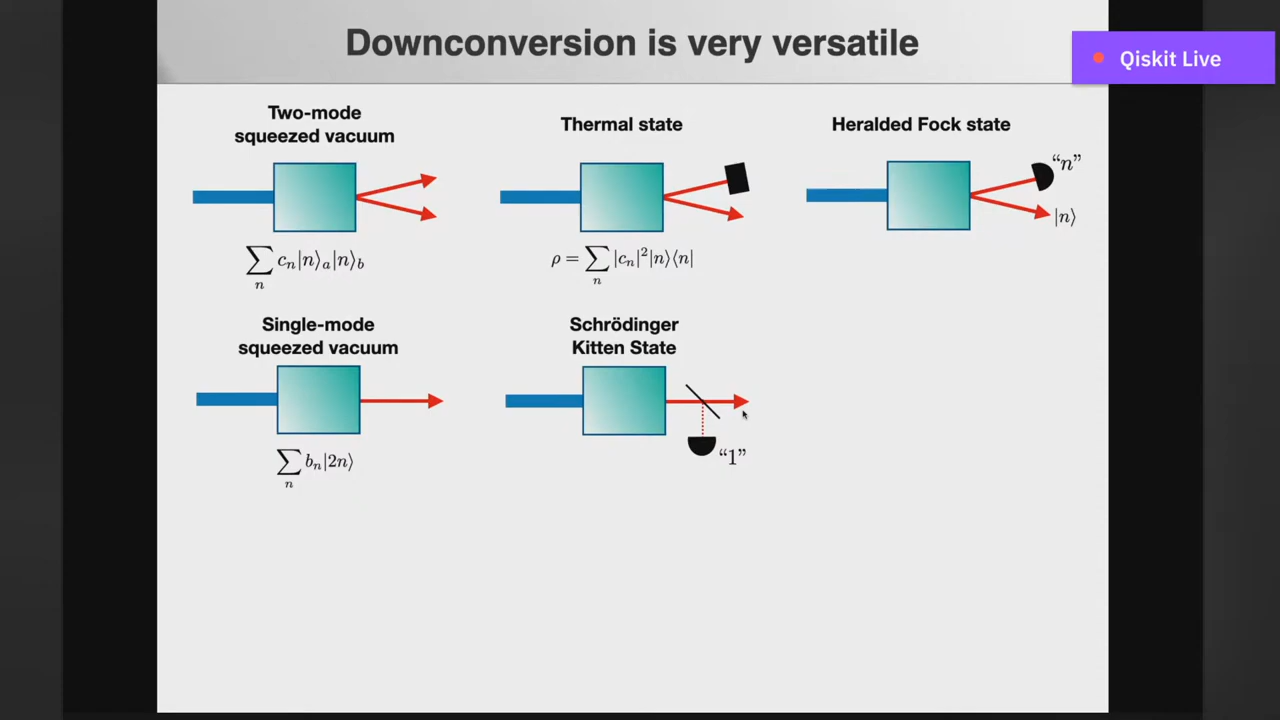 Downconversion is very versatile
Qiskit Live
Two-mode
squeezed vacuum
Thermal state
Heralded Fock state
“n”
|n⟩
∑ₙ cₙ|n⟩ₐ|n⟩_b
ρ = ∑ₙ |cₙ|²|n⟩⟨n|
Single-mode
squeezed vacuum
Schrödinger
Kitten State
“1”
∑ₙ bₙ|2n⟩